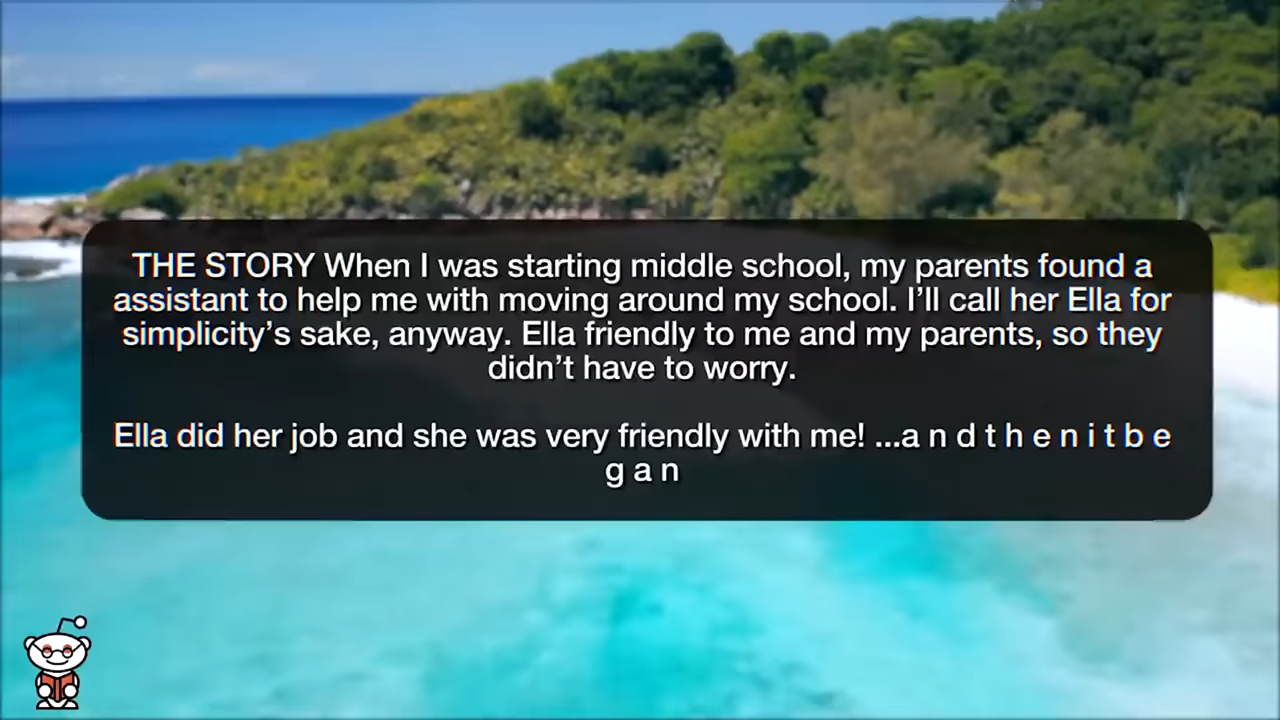 THE STORY When I was starting middle school, my parents found a
assistant to help me with moving around my school. I’ll call her Ella for
simplicity’s sake, anyway. Ella friendly to me and my parents, so they
didn’t have to worry.
Ella did her job and she was very friendly with me! ...a n d t h e n i t b e
g a n